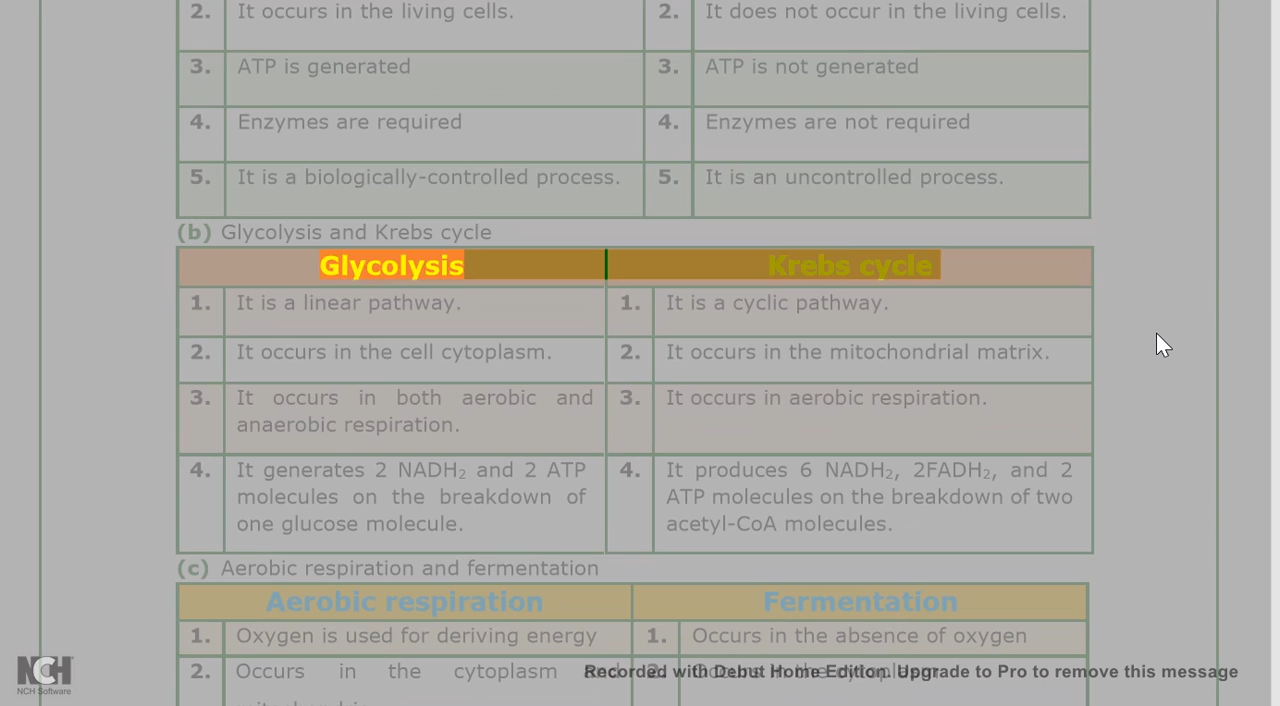 2. It occurs in the living cells. 2. It does not occur in the living cells.
3. ATP is generated 3. ATP is not generated
4. Enzymes are required 4. Enzymes are not required
5. It is a biologically-controlled process. 5. It is an uncontrolled process.
(b) Glycolysis and Krebs cycle
Glycolysis Krebs cycle
1. It is a linear pathway. 1. It is a cyclic pathway.
2. It occurs in the cell cytoplasm. 2. It occurs in the mitochondrial matrix.
3. It occurs in both aerobic and 3. It occurs in aerobic respiration.
anaerobic respiration.
4. It generates 2 NADH₂ and 2 ATP 4. It produces 6 NADH₂, 2FADH₂, and 2
molecules on the breakdown of ATP molecules on the breakdown of two
one glucose molecule. acetyl-CoA molecules.
(c) Aerobic respiration and fermentation
Aerobic respiration Fermentation
1. Oxygen is used for deriving energy 1. Occurs in the absence of oxygen
2. Occurs in the cytoplasm and 2. Occurs in the cytoplasm
Recorded with Debut Home Edition. Upgrade to Pro to remove this message
NCH
NCH Software